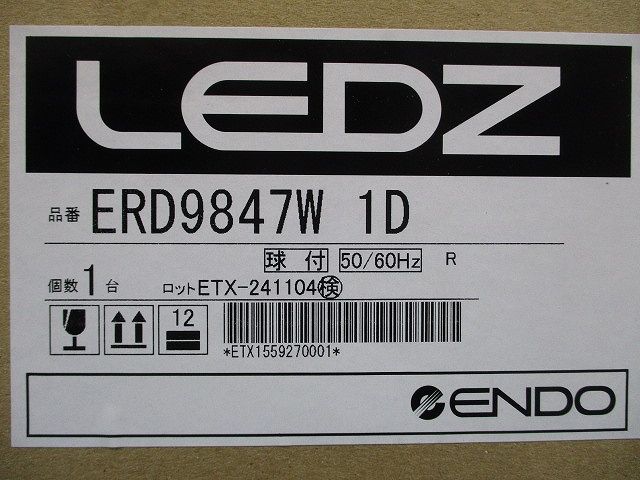 LEDZ
品番 ERD9847W 1D
球付 50/60Hz R
個数 1 台 ロット ETX-241104 検
12
*ETX1559270001*
ENDO